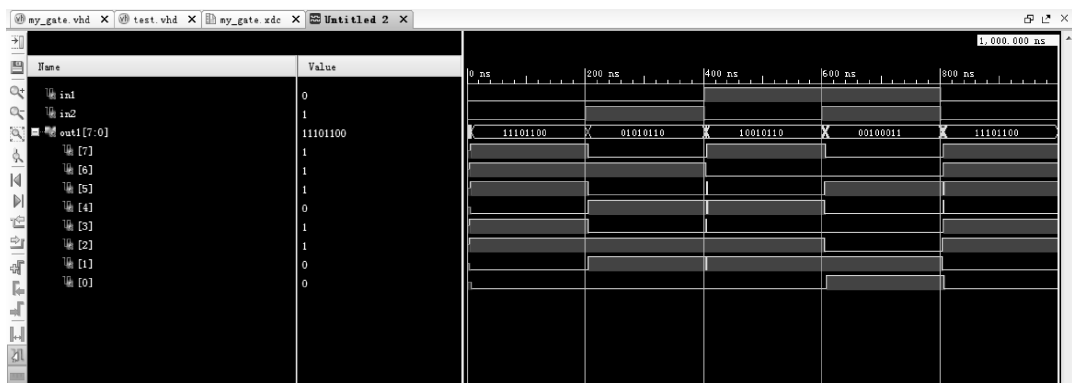 my_gate.vhd × test.vhd × my_gate.xdc × Untitled 2 ×
1,000.000 ns
Name Value
0 ns 200 ns 400 ns 600 ns 800 ns
in1 0
in2 1
out1[7:0] 11101100 11101100 01010110 10010110 00100011 11101100
[7] 1
[6] 1
[5] 1
[4] 0
[3] 1
[2] 1
[1] 0
[0] 0